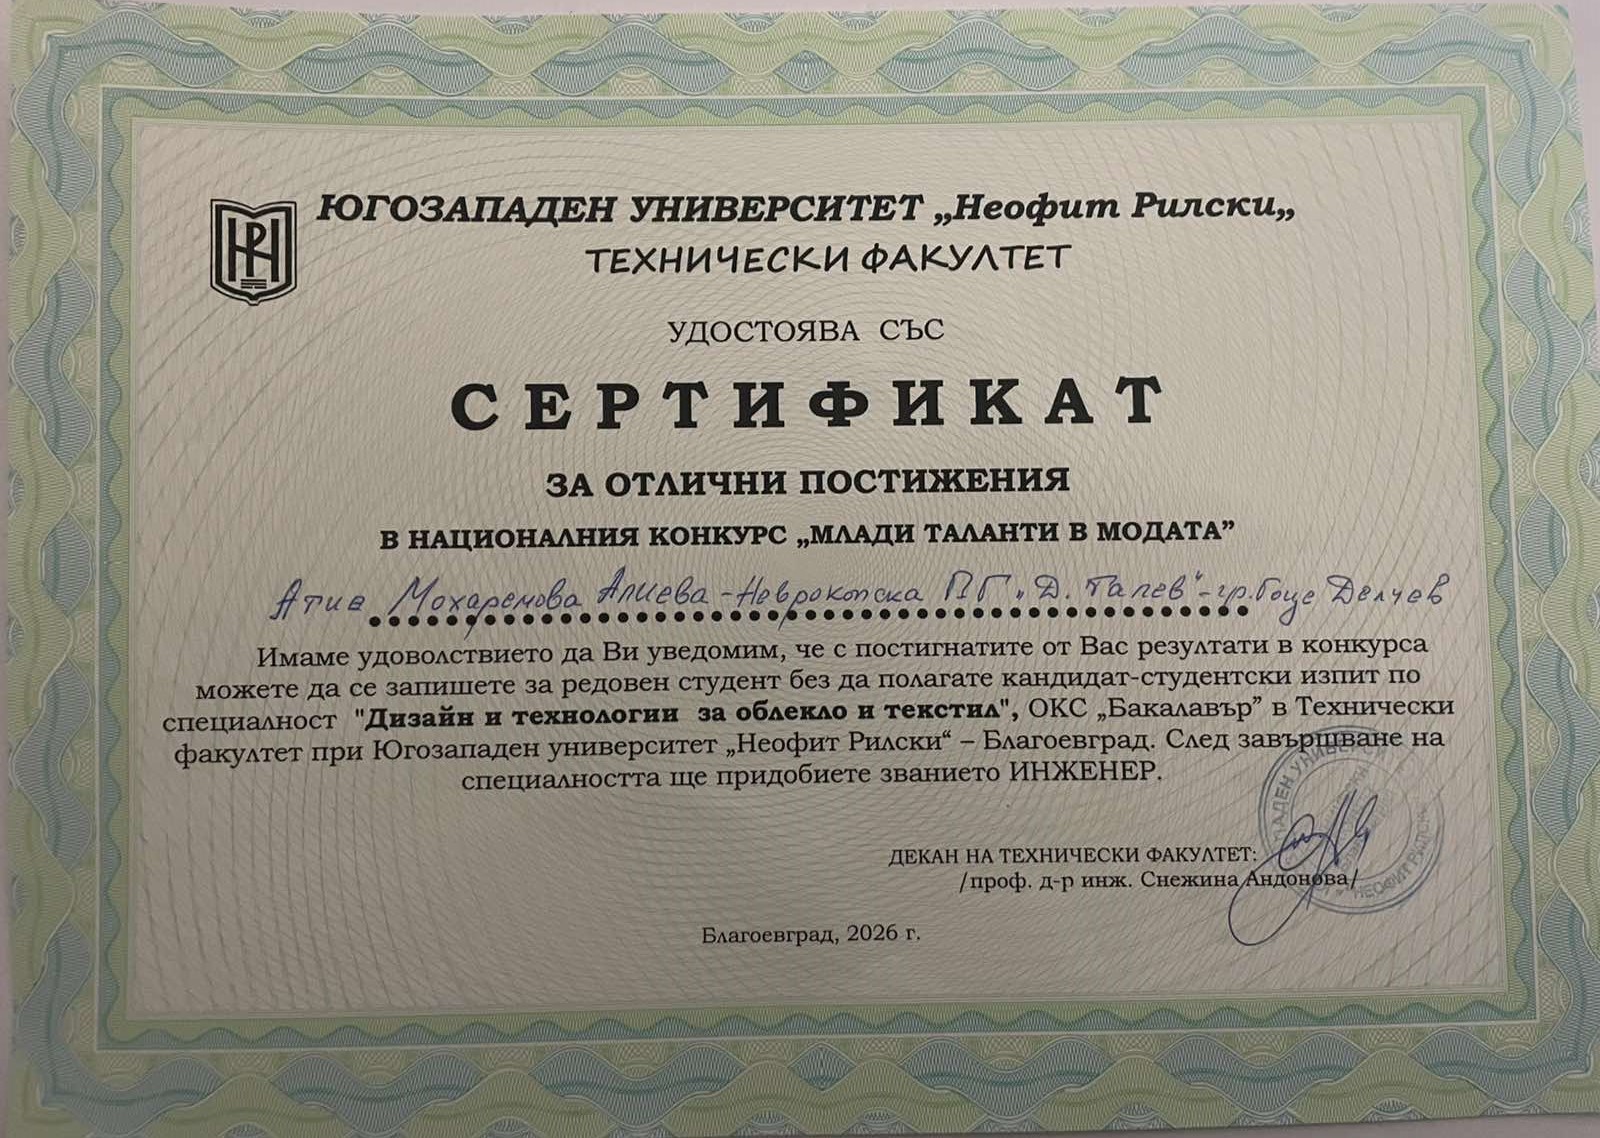 ЮГОЗАПАДЕН УНИВЕРСИТЕТ „Неофит Рилски„
ТЕХНИЧЕСКИ ФАКУЛТЕТ
УДОСТОЯВА СЪС
СЕРТИФИКАТ
ЗА ОТЛИЧНИ ПОСТИЖЕНИЯ
В НАЦИОНАЛНИЯ КОНКУРС „МЛАДИ ТАЛАНТИ В МОДАТА”
Атие Мохаремова Алиева - Неврокопска ПГ „Д. Талев" - гр. Гоце Делчев
Имаме удоволствието да Ви уведомим, че с постигнатите от Вас резултати в конкурса
можете да се запишете за редовен студент без да полагате кандидат-студентски изпит по
специалност "Дизайн и технологии за облекло и текстил", ОКС „Бакалавър” в Технически
факултет при Югозападен университет „Неофит Рилски“ – Благоевград. След завършване на
специалността ще придобиете званието ИНЖЕНЕР.
ДЕКАН НА ТЕХНИЧЕСКИ ФАКУЛТЕТ:
/проф. д-р инж. Снежина Андонова/
Благоевград, 2026 г.